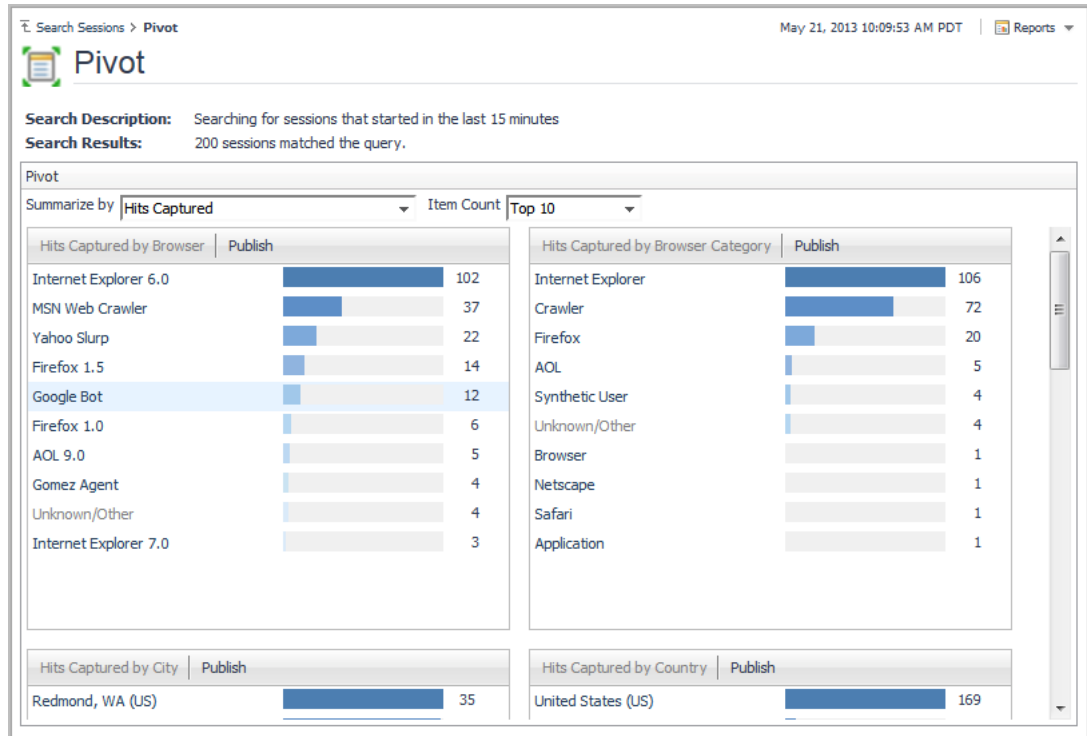 Search Sessions > Pivot
May 21, 2013 10:09:53 AM PDT
Reports
Pivot
Search Description: Searching for sessions that started in the last 15 minutes
Search Results: 200 sessions matched the query.
Pivot
Summarize by Hits Captured Item Count Top 10
Hits Captured by Browser Publish
Internet Explorer 6.0 102
MSN Web Crawler 37
Yahoo Slurp 22
Firefox 1.5 14
Google Bot 12
Firefox 1.0 6
AOL 9.0 5
Gomez Agent 4
Unknown/Other 4
Internet Explorer 7.0 3
Hits Captured by Browser Category Publish
Internet Explorer 106
Crawler 72
Firefox 20
AOL 5
Synthetic User 4
Unknown/Other 4
Browser 1
Netscape 1
Safari 1
Application 1
Hits Captured by City Publish
Redmond, WA (US) 35
Hits Captured by Country Publish
United States (US) 169